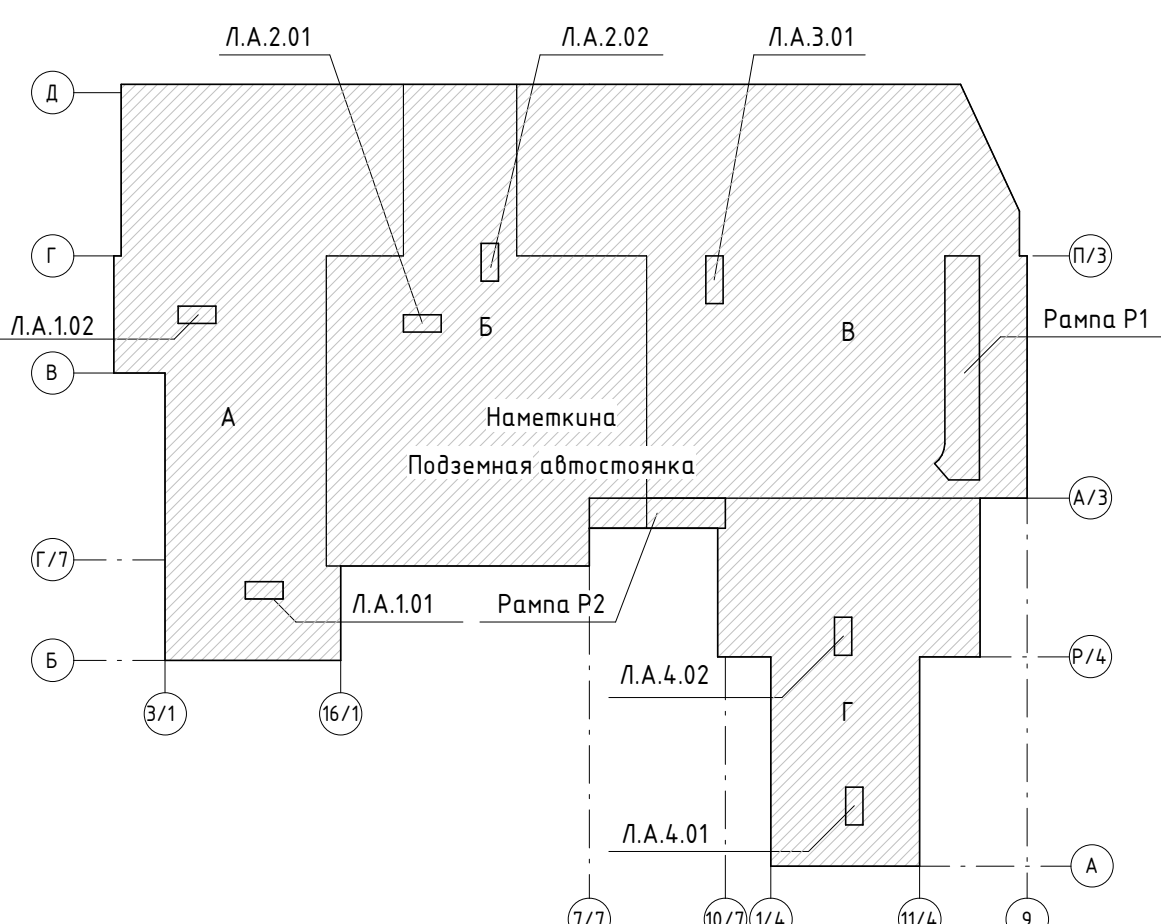 Л.А.2.01
Л.А.2.02
Л.А.3.01
Д
Г
П/3
Л.А.1.02
Б
В
Рампа Р1
В
А
Наметкина
Подземная автостоянка
А/3
Г/7
Л.А.1.01
Рампа Р2
Б
Р/4
Л.А.4.02
3/1
16/1
Г
Л.А.4.01
А
7/7
10/7
1/4
11/4
9